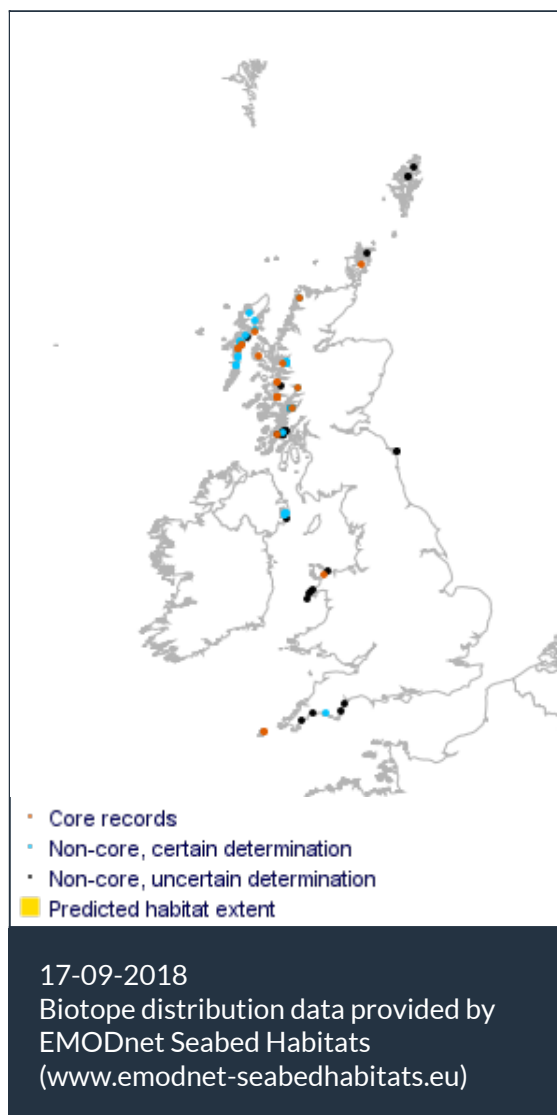 Core records
Non-core, certain determination
Non-core, uncertain determination
Predicted habitat extent
17-09-2018
Biotope distribution data provided by
EMODnet Seabed Habitats
(www.emodnet-seabedhabitats.eu)